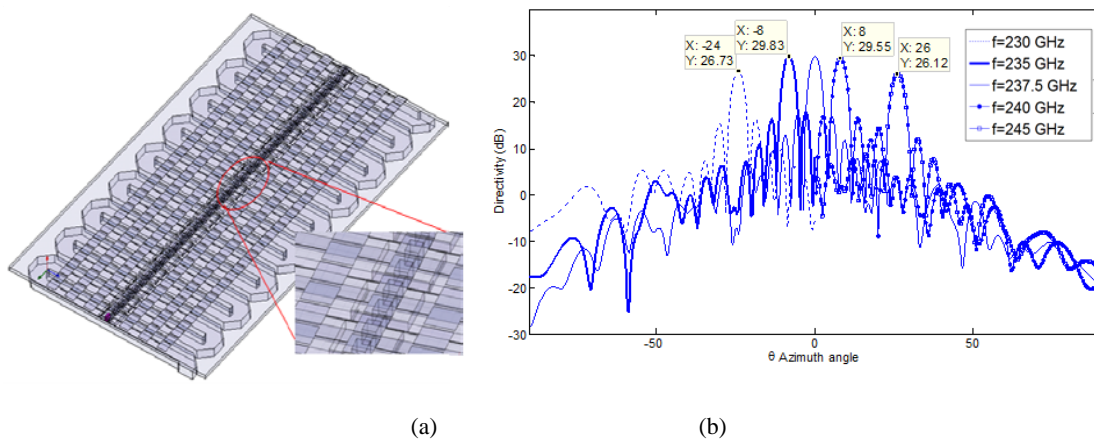 X: -24
Y: 26.73
X: -8
Y: 29.83
X: 8
Y: 29.55
X: 26
Y: 26.12
f=230 GHz
f=235 GHz
f=237.5 GHz
f=240 GHz
f=245 GHz
30
20
10
0
-10
-20
-30
Directivity (dB)
-50
0
50
θ Azimuth angle
(a)
(b)